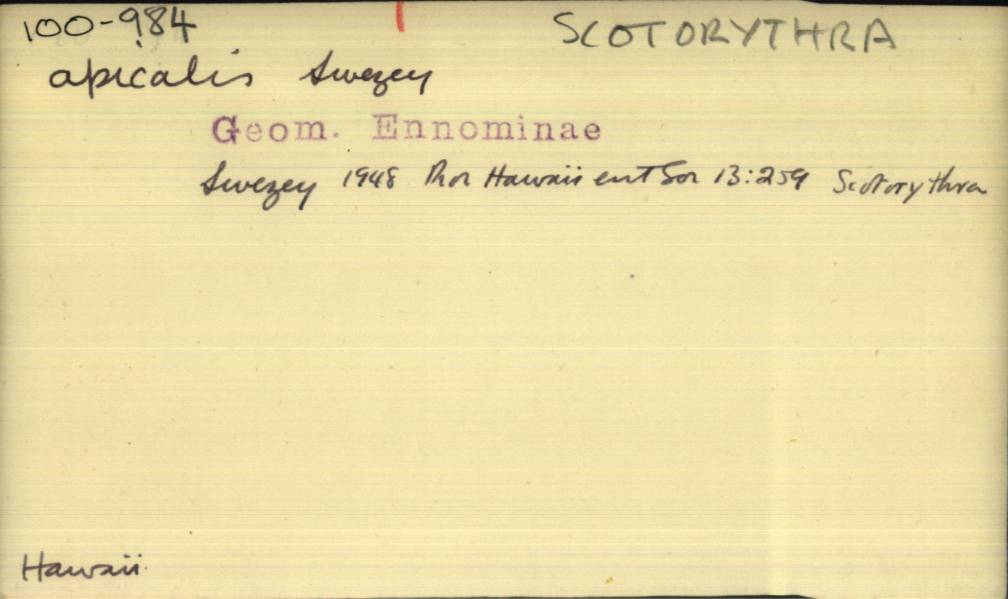 100-984 SCOTORYTHRA
apicalis Swezey
Geom. Ennominae
Swezey 1948 Proc Hawaii ent Soc 13:259 Scotorythra
Hawaii